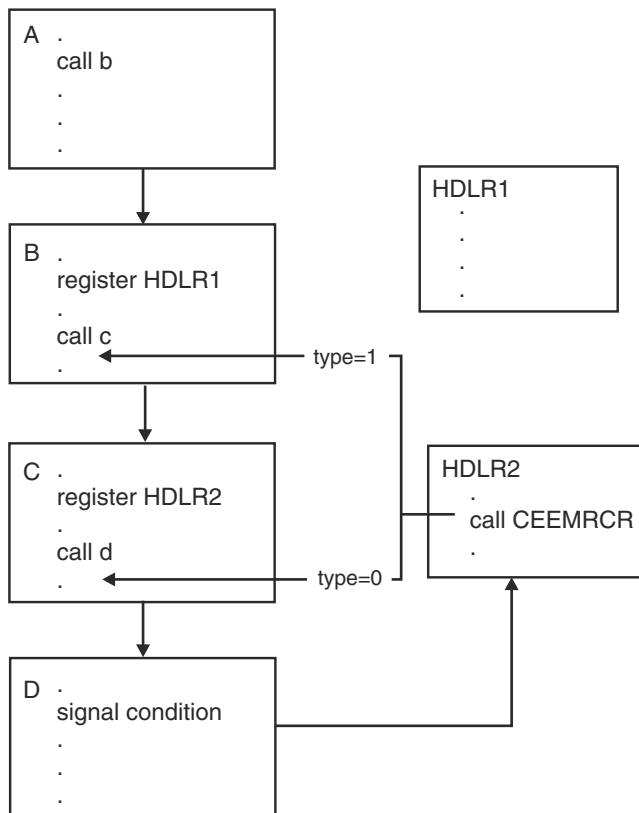 A .
call b
.
.
.
HDLR1
.
.
.
.
B .
register HDLR1
.
call c
.
type=1
C .
register HDLR2
.
call d
.
type=0
HDLR2
.
call CEEMRCR
.
D .
signal condition
.
.
.